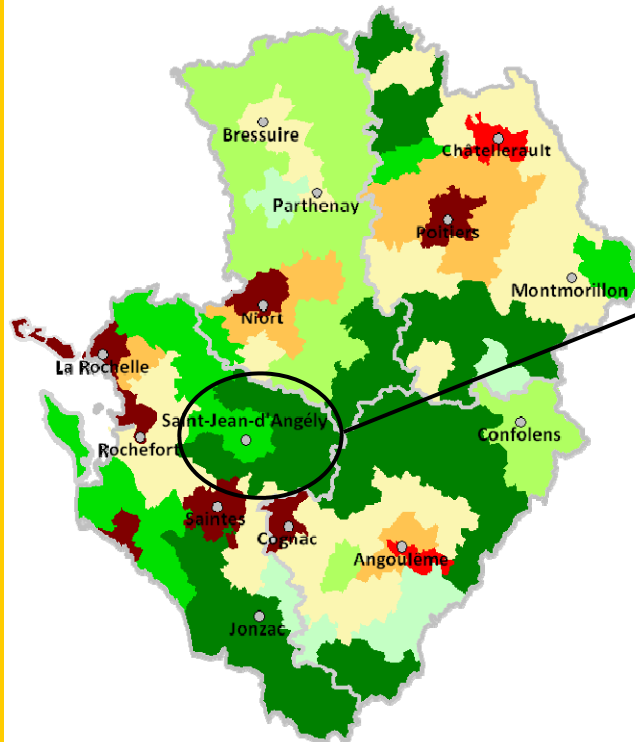 Bressuire
Châtellerault
Parthenay
Poitiers
Montmorillon
Niort
La Rochelle
Saint-Jean-d'Angély
Confolens
Rochefort
Saintes
Cognac
Angoulême
Jonzac